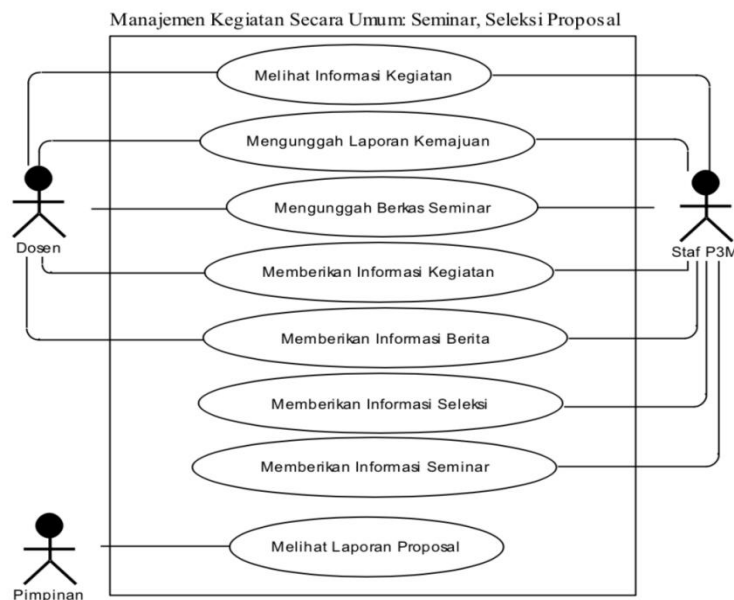 Manajemen Kegiatan Secara Umum: Seminar, Seleksi Proposal
Melihat Informasi Kegiatan
Mengunggah Laporan Kemajuan
Mengunggah Berkas Seminar
Dosen
Staf P3M
Memberikan Informasi Kegiatan
Memberikan Informasi Berita
Memberikan Informasi Seleksi
Memberikan Informasi Seminar
Melihat Laporan Proposal
Pimpinan